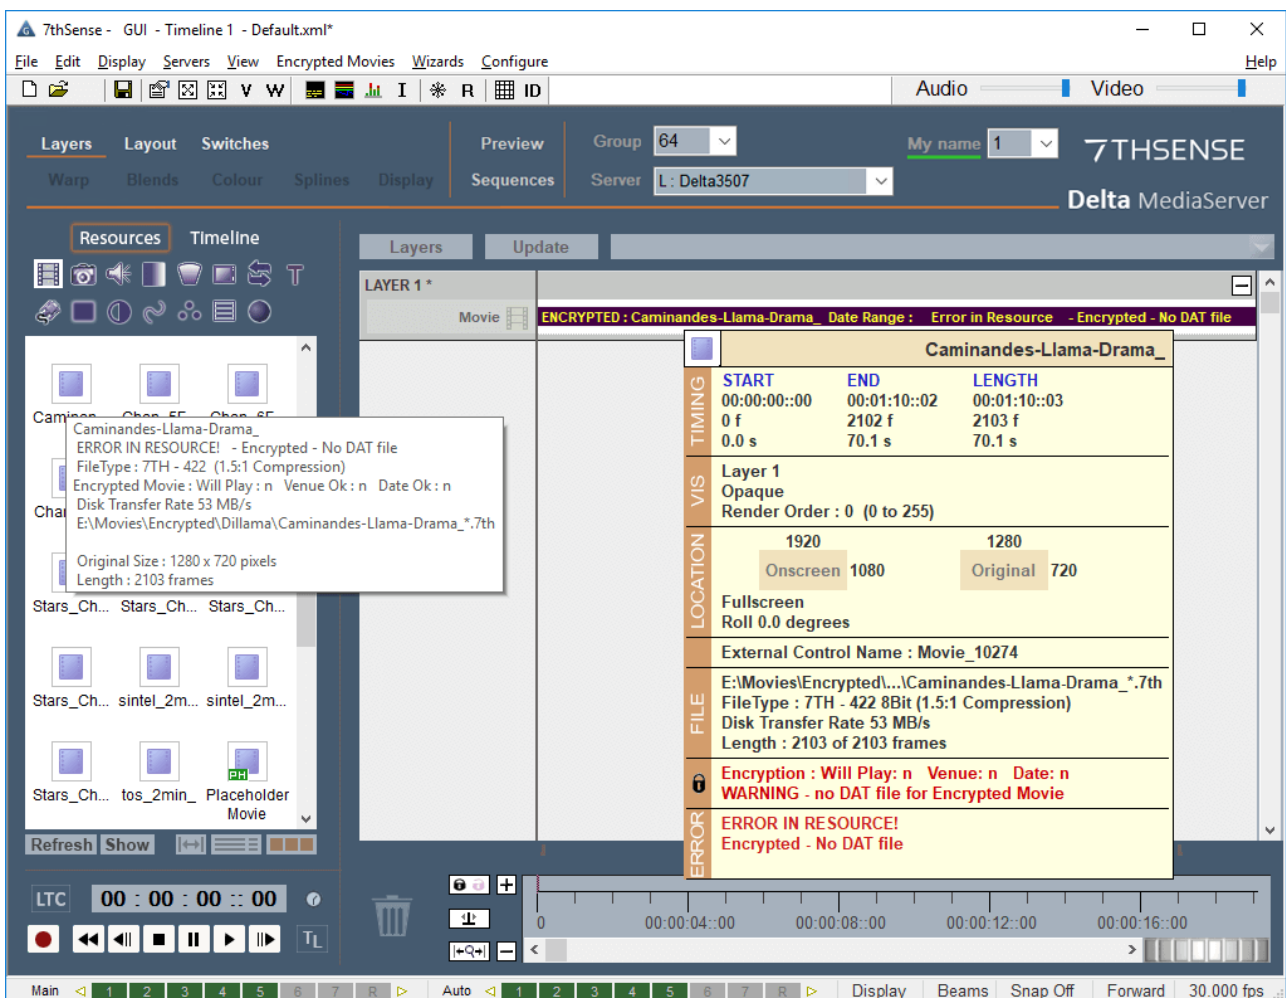 7thSense -   GUI  - Timeline 1  - Default.xml*
File Edit Display Servers View Encrypted Movies Wizards Configure Help
V W I R ID Audio Video
Layers Layout Switches Preview Group 64 My name 1 7THSENSE
Warp Blends Colour Splines Display Sequences Server L : Delta3507
Delta MediaServer
Resources Timeline
Layers Update
T
LAYER 1 *
Movie ENCRYPTED : Caminandes-Llama-Drama_ Date Range : Error in Resource - Encrypted - No DAT file
Caminandes-Llama-Drama_
TIMING
START END LENGTH
00:00:00::00 00:01:10::02 00:01:10::03
0 f 2102 f 2103 f
0.0 s 70.1 s 70.1 s
VIS
Layer 1
Opaque
Render Order : 0 (0 to 255)
LOCATION
1920 1280
Onscreen 1080 Original 720
Fullscreen
Roll 0.0 degrees
External Control Name : Movie_10274
FILE
E:\Movies\Encrypted\...\Caminandes-Llama-Drama_*.7th
FileType : 7TH - 422 8Bit (1.5:1 Compression)
Disk Transfer Rate 53 MB/s
Length : 2103 of 2103 frames
Encryption : Will Play: n Venue: n Date: n
WARNING - no DAT file for Encrypted Movie
ERROR
ERROR IN RESOURCE!
Encrypted - No DAT file
Caminandes-Llama-Drama_
ERROR IN RESOURCE! - Encrypted - No DAT file
FileType : 7TH - 422 (1.5:1 Compression)
Encrypted Movie : Will Play : n Venue Ok : n Date Ok : n
Disk Transfer Rate 53 MB/s
E:\Movies\Encrypted\Dillama\Caminandes-Llama-Drama_*.7th
Original Size : 1280 x 720 pixels
Length : 2103 frames
Stars_Ch... Stars_Ch... Stars_Ch...
Stars_Ch... sintel_2m... sintel_2m...
PH
Stars_Ch... tos_2min_ Placeholder
Movie
Refresh Show
LTC 00 : 00 : 00 :: 00
TL
0 00:00:04::00 00:00:08::00 00:00:12::00 00:00:16::00
Main 1 2 3 4 5 6 7 R Auto 1 2 3 4 5 6 7 R Display Beams Snap Off Forward 30.000 fps